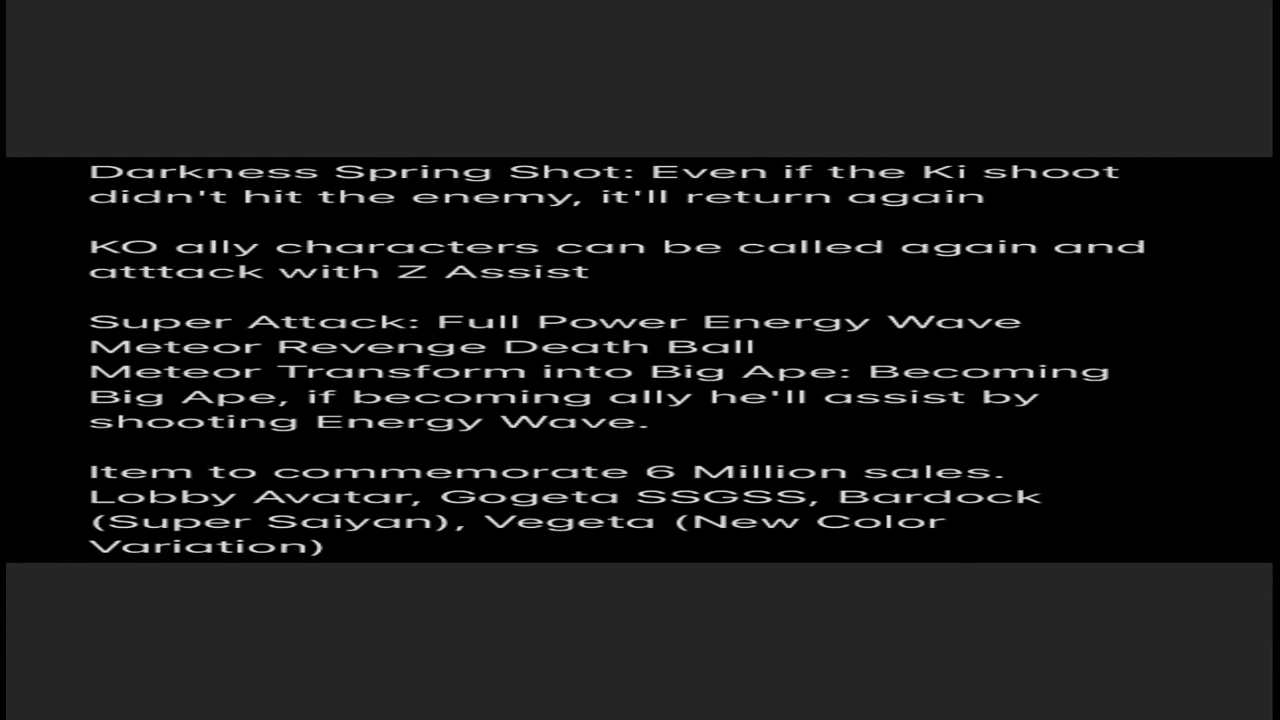 Darkness Spring Shot: Even if the Ki shoot
didn't hit the enemy, it'll return again
KO ally characters can be called again and
atttack with Z Assist
Super Attack: Full Power Energy Wave
Meteor Revenge Death Ball
Meteor Transform into Big Ape: Becoming
Big Ape, if becoming ally he'll assist by
shooting Energy Wave.
Item to commemorate 6 Million sales.
Lobby Avatar, Gogeta SSGSS, Bardock
(Super Saiyan), Vegeta (New Color
Variation)